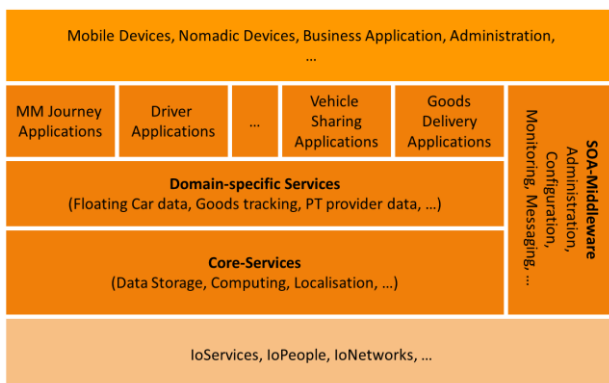 Mobile Devices, Nomadic Devices, Business Application, Administration,
...
MM Journey
Applications
Driver
Applications
...
Vehicle
Sharing
Applications
Goods
Delivery
Applications
Domain-specific Services
(Floating Car data, Goods tracking, PT provider data, ...)
Core-Services
(Data Storage, Computing, Localisation, ...)
SOA-Middleware
Administration,
Configuration,
Monitoring, Messaging, ...
IoServices, IoPeople, IoNetworks, ...